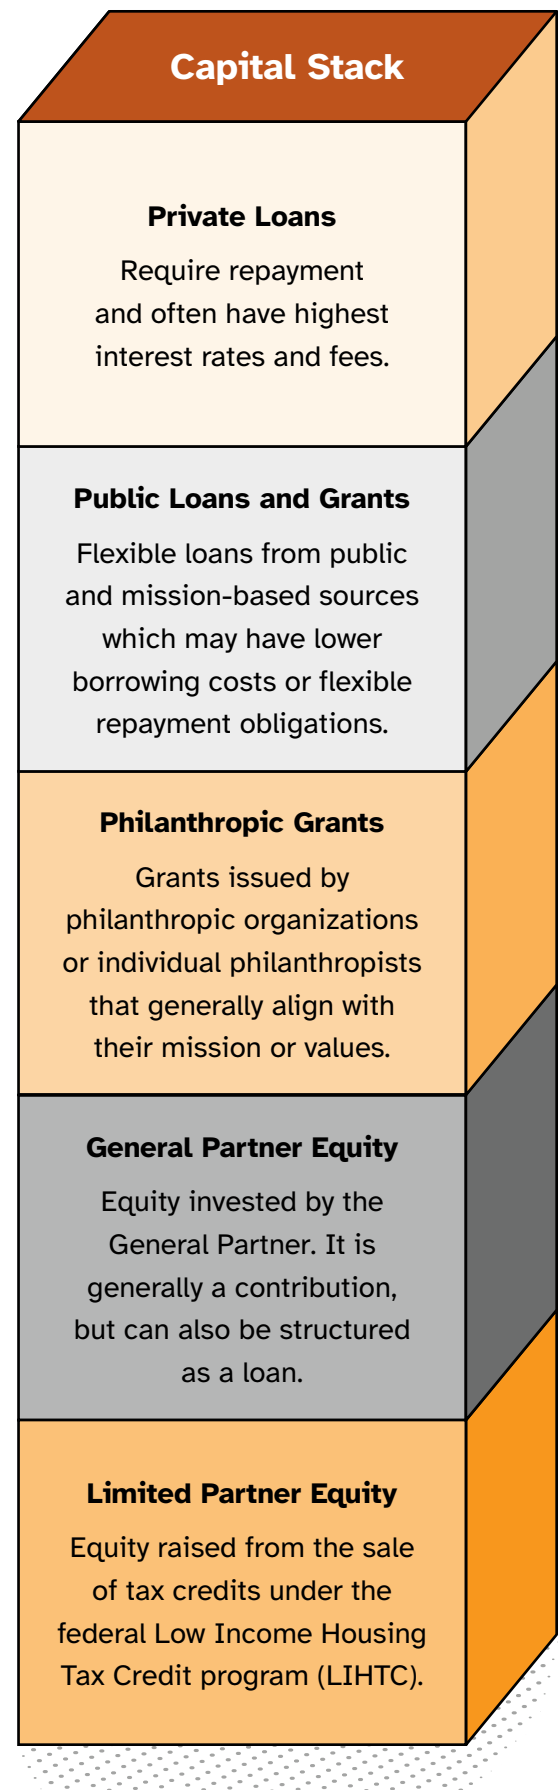 Capital Stack
Private Loans
Require repayment
and often have highest
interest rates and fees.
Public Loans and Grants
Flexible loans from public
and mission-based sources
which may have lower
borrowing costs or flexible
repayment obligations.
Philanthropic Grants
Grants issued by
philanthropic organizations
or individual philanthropists
that generally align with
their mission or values.
General Partner Equity
Equity invested by the
General Partner. It is
generally a contribution,
but can also be structured
as a loan.
Limited Partner Equity
Equity raised from the sale
of tax credits under the
federal Low Income Housing
Tax Credit program (LIHTC).